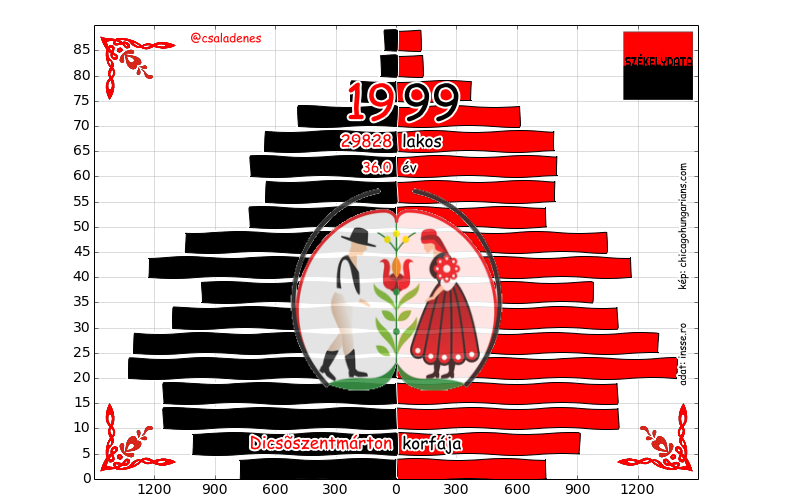 @csaladenes
SZÉKELYDATA
1999
29828 lakos
36.0 év
kép: chicagohungarians.com
adat: insse.ro
Dicsõszentmárton korfája
85
80
75
70
65
60
55
50
45
40
35
30
25
20
15
10
5
0
1200 900 600 300 0 300 600 900 1200